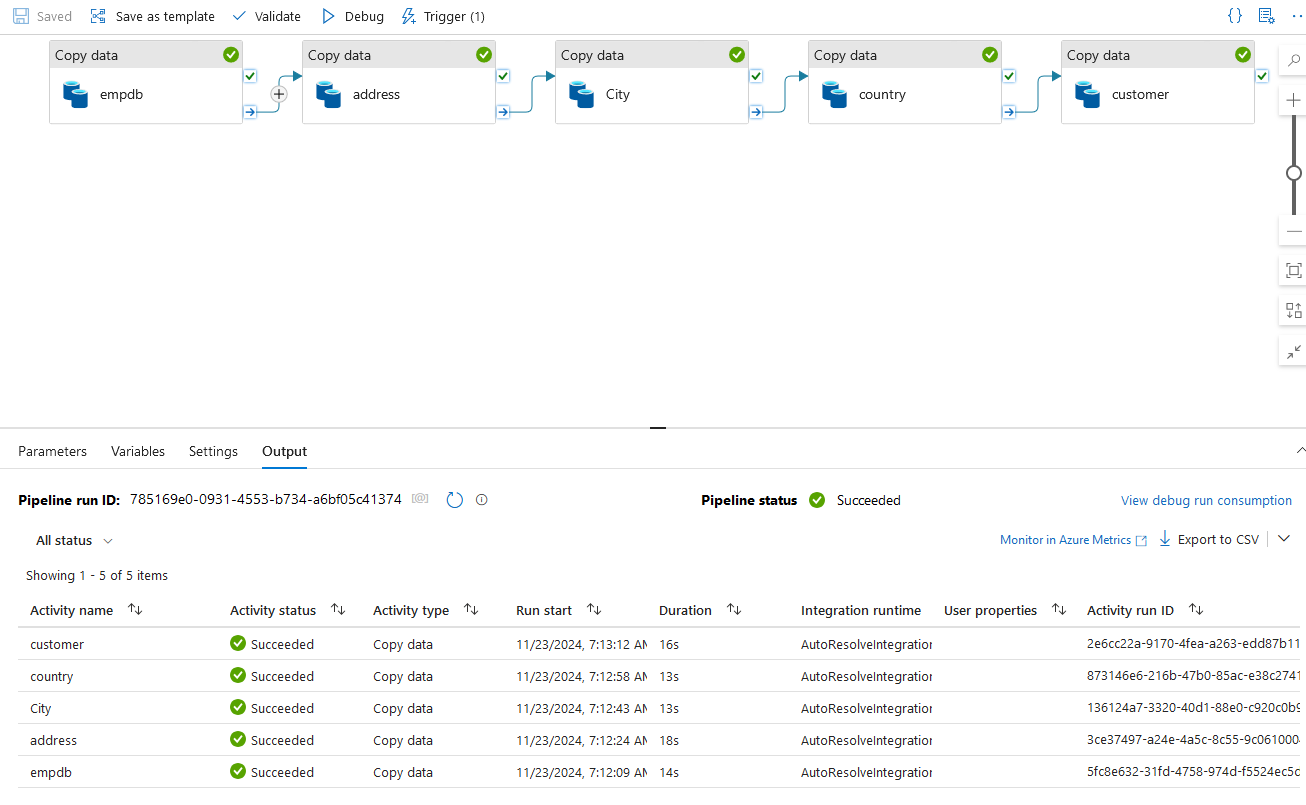 Saved Save as template Validate Debug Trigger (1) {}
Copy data Copy data Copy data Copy data Copy data
empdb address City country customer
Parameters Variables Settings Output
Pipeline run ID: 785169e0-0931-4553-b734-a6bf05c41374 Pipeline status Succeeded View debug run consumption
All status Monitor in Azure Metrics Export to CSV
Showing 1 - 5 of 5 items
Activity name Activity status Activity type Run start Duration Integration runtime User properties Activity run ID
customer Succeeded Copy data 11/23/2024, 7:13:12 AM 16s AutoResolveIntegration 2e6cc22a-9170-4fea-a263-edd87b11
country Succeeded Copy data 11/23/2024, 7:12:58 AM 13s AutoResolveIntegration 873146e6-216b-47b0-85ac-e38c2741
City Succeeded Copy data 11/23/2024, 7:12:43 AM 13s AutoResolveIntegration 136124a7-3320-40d1-88e0-c920c0b9
address Succeeded Copy data 11/23/2024, 7:12:24 AM 18s AutoResolveIntegration 3ce37497-a24e-4a5c-8c55-9c061000
empdb Succeeded Copy data 11/23/2024, 7:12:09 AM 14s AutoResolveIntegration 5fc8e632-31fd-4758-974d-f5524ec5c